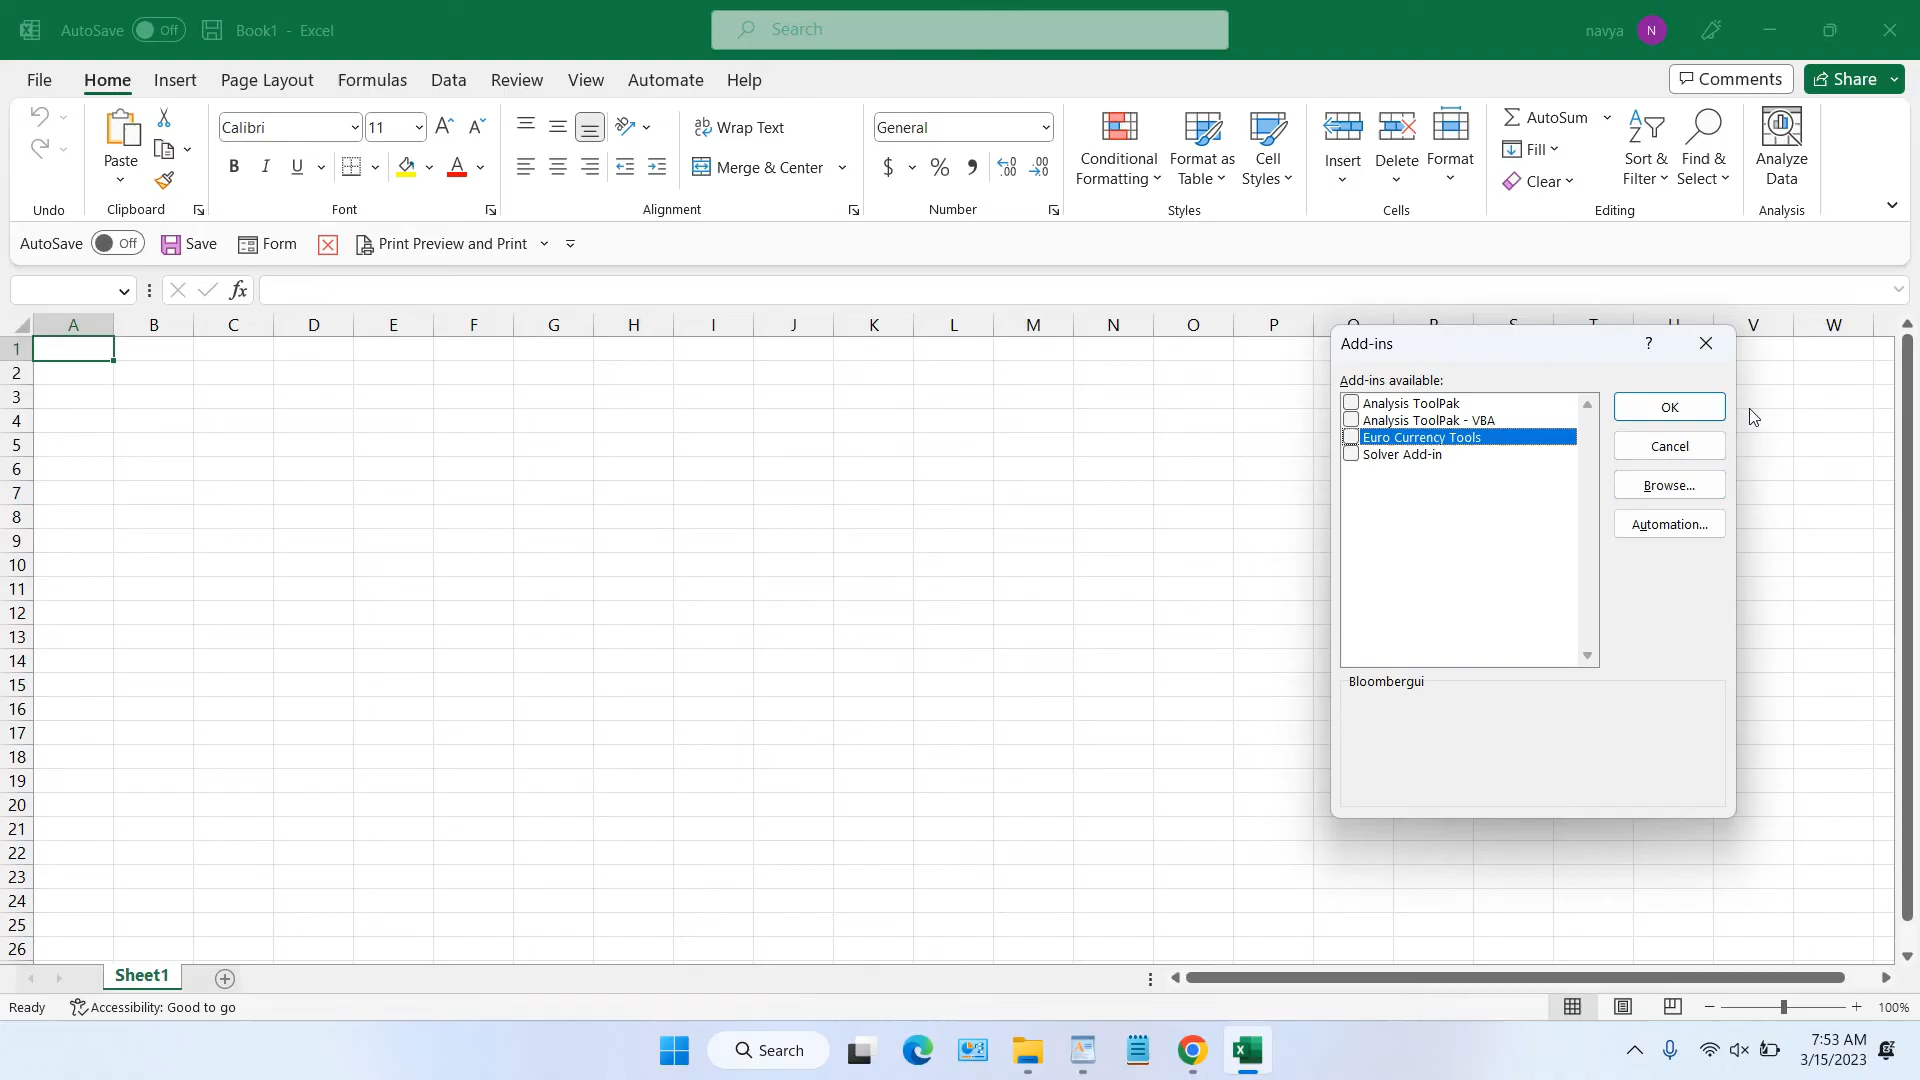 AutoSave Off Book1 - Excel Search navya N
File Home Insert Page Layout Formulas Data Review View Automate Help Comments Share
Paste Calibri 11 Wrap Text General AutoSum
B I U A Merge & Center $ % Fill Clear
Conditional Formatting
Format as Table
Cell Styles
Insert Delete Format
Sort & Filter
Find & Select
Analyze Data
Undo Clipboard Font Alignment Number Styles Cells Editing Analysis
AutoSave Off Save Form Print Preview and Print
fx
A B C D E F G H I J K L M N O P Q R S T U V W
1
2
3
4
5
6
7
8
9
10
11
12
13
14
15
16
17
18
19
20
21
22
23
24
25
26
Add-ins ?
Add-ins available:
Analysis ToolPak
Analysis ToolPak - VBA
Euro Currency Tools
Solver Add-in
OK
Cancel
Browse...
Automation...
Bloombergui
Sheet1
Ready Accessibility: Good to go 100%
Search 7:53 AM
3/15/2023